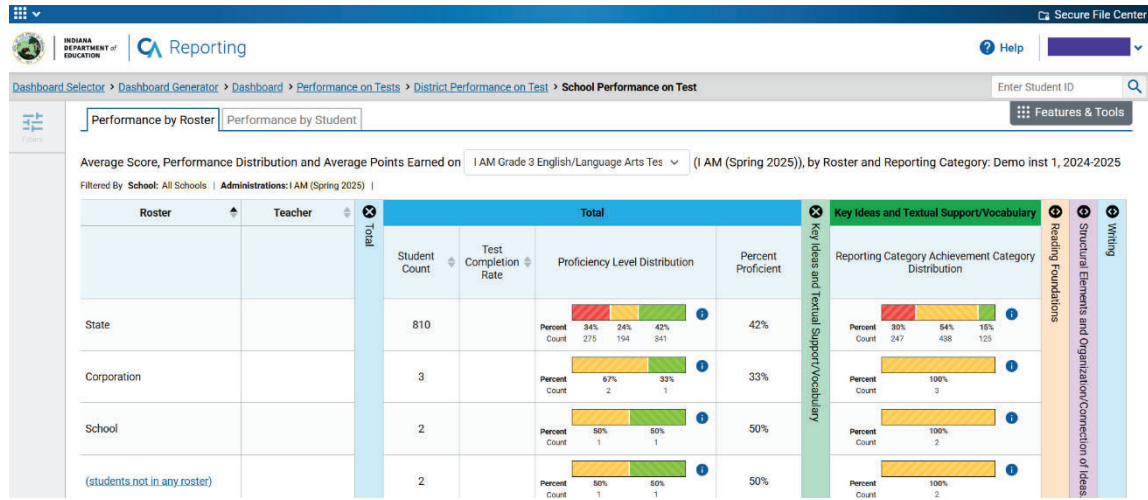 Secure File Center
INDIANA
DEPARTMENT of
EDUCATION
CA Reporting
Help
Dashboard Selector > Dashboard Generator > Dashboard > Performance on Tests > District Performance on Test > School Performance on Test
Enter Student ID
Filters
Performance by Roster
Performance by Student
Features & Tools
Average Score, Performance Distribution and Average Points Earned on I AM Grade 3 English/Language Arts Tes (I AM (Spring 2025)), by Roster and Reporting Category: Demo inst 1, 2024-2025
Filtered By School: All Schools | Administrations: I AM (Spring 2025) |
Roster
Teacher
Total
Total
Key Ideas and Textual Support/Vocabulary
Key Ideas and Textual Support/Vocabulary
Reading Foundations
Structural Elements and Organization/Connection of Ideas.
Writing
Student
Count
Test
Completion
Rate
Proficiency Level Distribution
Percent
Proficient
Reporting Category Achievement Category
Distribution
State
810
Percent 34% 24% 42%
Count 275 194 341
42%
Percent 30% 54% 15%
Count 247 438 125
Corporation
3
Percent 67% 33%
Count 2 1
33%
Percent 100%
Count 3
School
2
Percent 50% 50%
Count 1 1
50%
Percent 100%
Count 2
(students not in any roster)
2
Percent 50% 50%
Count 1 1
50%
Percent 100%
Count 2